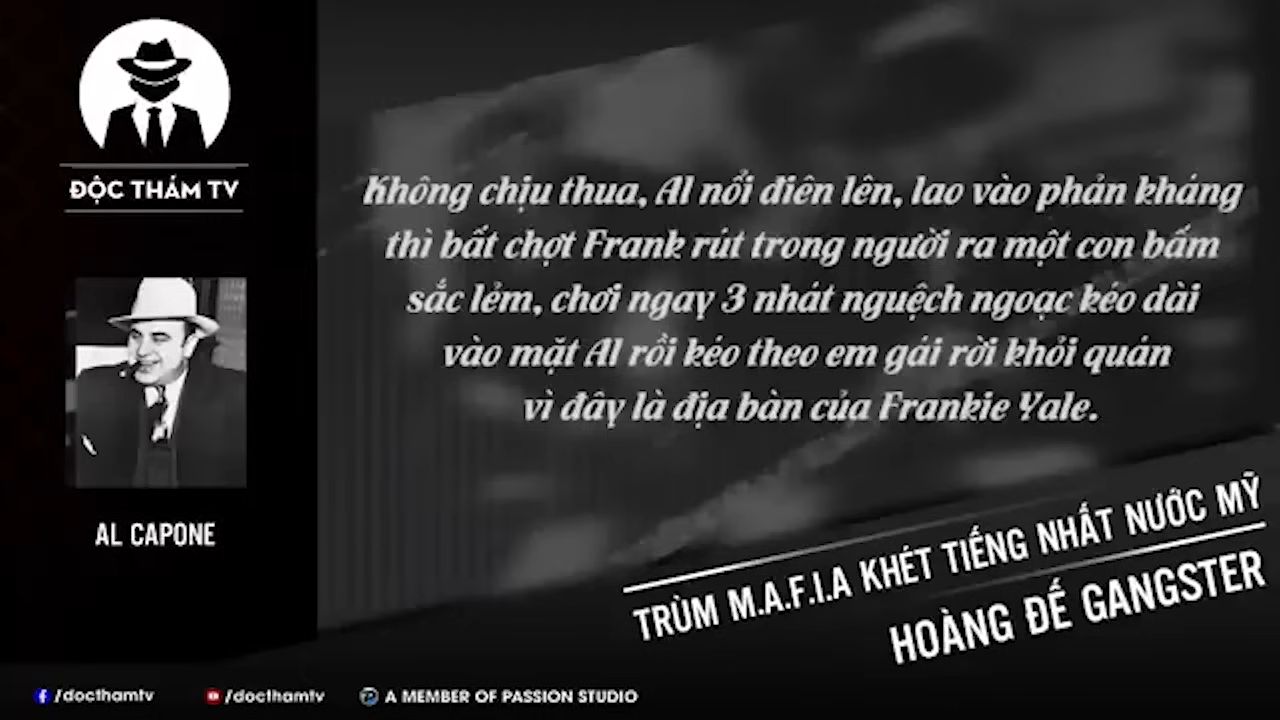 ĐỘC THÁM TV
AL CAPONE
Không chịu thua, Al nổi điên lên, lao vào phản kháng
thì bất chợt Frank rút trong người ra một con bấm
sắc lẻm, chơi ngay 3 nhát nguệch ngoạc kéo dài
vào mặt Al rồi kéo theo em gái rời khỏi quán
vì đây là địa bàn của Frankie Yale.
TRÙM M.A.F.I.A KHÉT TIẾNG NHẤT NƯỚC MỸ
HOÀNG ĐẾ GANGSTER
/docthamtv
/docthamtv
A MEMBER OF PASSION STUDIO